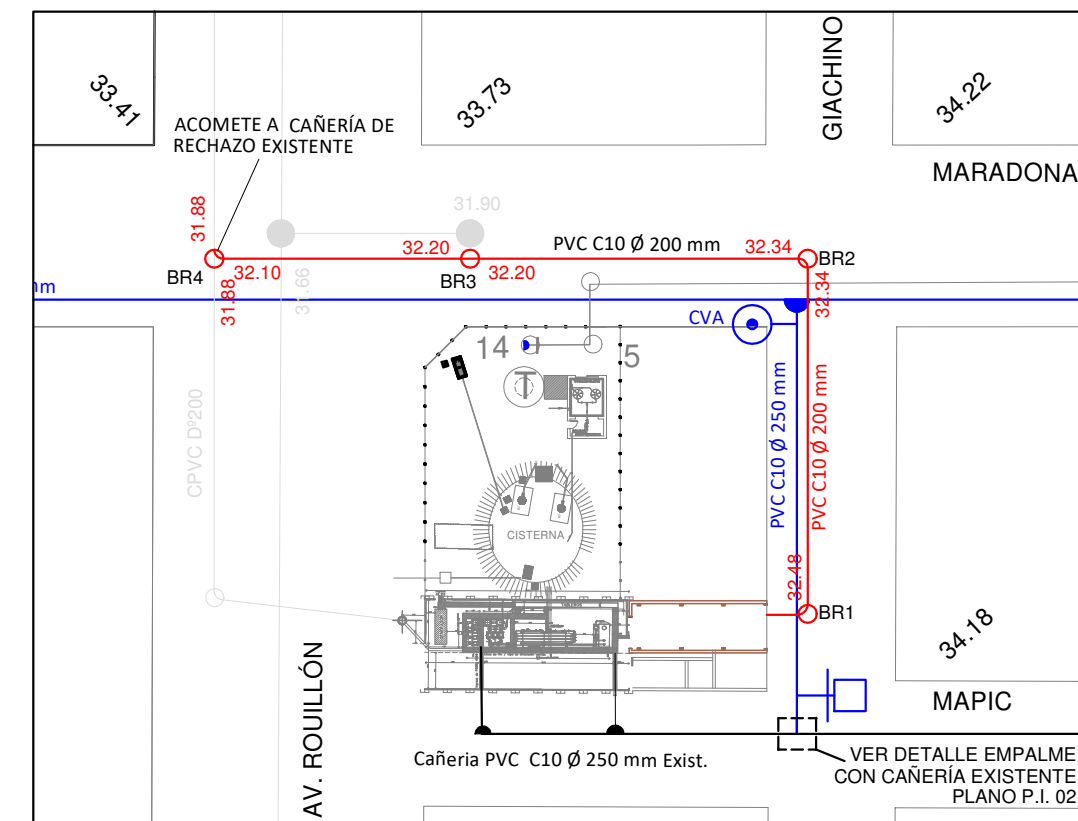 33.41
33.73
GIACHINO
34.22
ACOMETE A CAÑERÍA DE
RECHAZO EXISTENTE
MARADONA
31.88
31.90
32.20
PVC C10 Ø 200 mm
32.34
BR2
BR4
32.10
BR3
32.20
31.88
31.66
32.34
m
CVA
14
5
T
CPVC Dº200
PVC C10 Ø 250 mm
PVC C10 Ø 200 mm
CISTERNA
32.48
BR1
TABLEROS
34.18
AV. ROUILLÓN
MAPIC
Cañeria PVC C10 Ø 250 mm Exist.
VER DETALLE EMPALME
CON CAÑERÍA EXISTENTE
PLANO P.I. 02